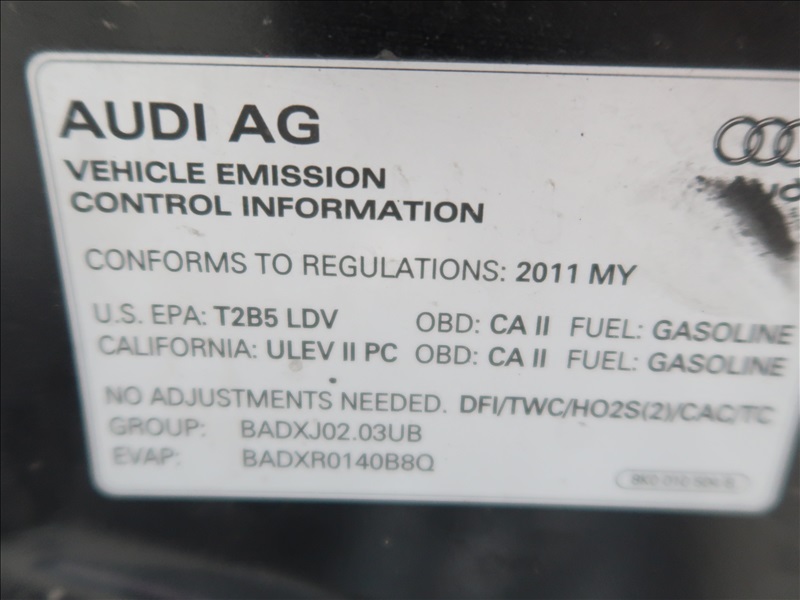 AUDI AG
VEHICLE EMISSION
CONTROL INFORMATION
CONFORMS TO REGULATIONS: 2011 MY
U.S. EPA: T2B5 LDV OBD: CA II FUEL: GASOLINE
CALIFORNIA: ULEV II PC OBD: CA II FUEL: GASOLINE
NO ADJUSTMENTS NEEDED. DFI/TWC/HO2S(2)/CAC/TC
GROUP: BADXJ02.03UB
EVAP: BADXR0140B8Q